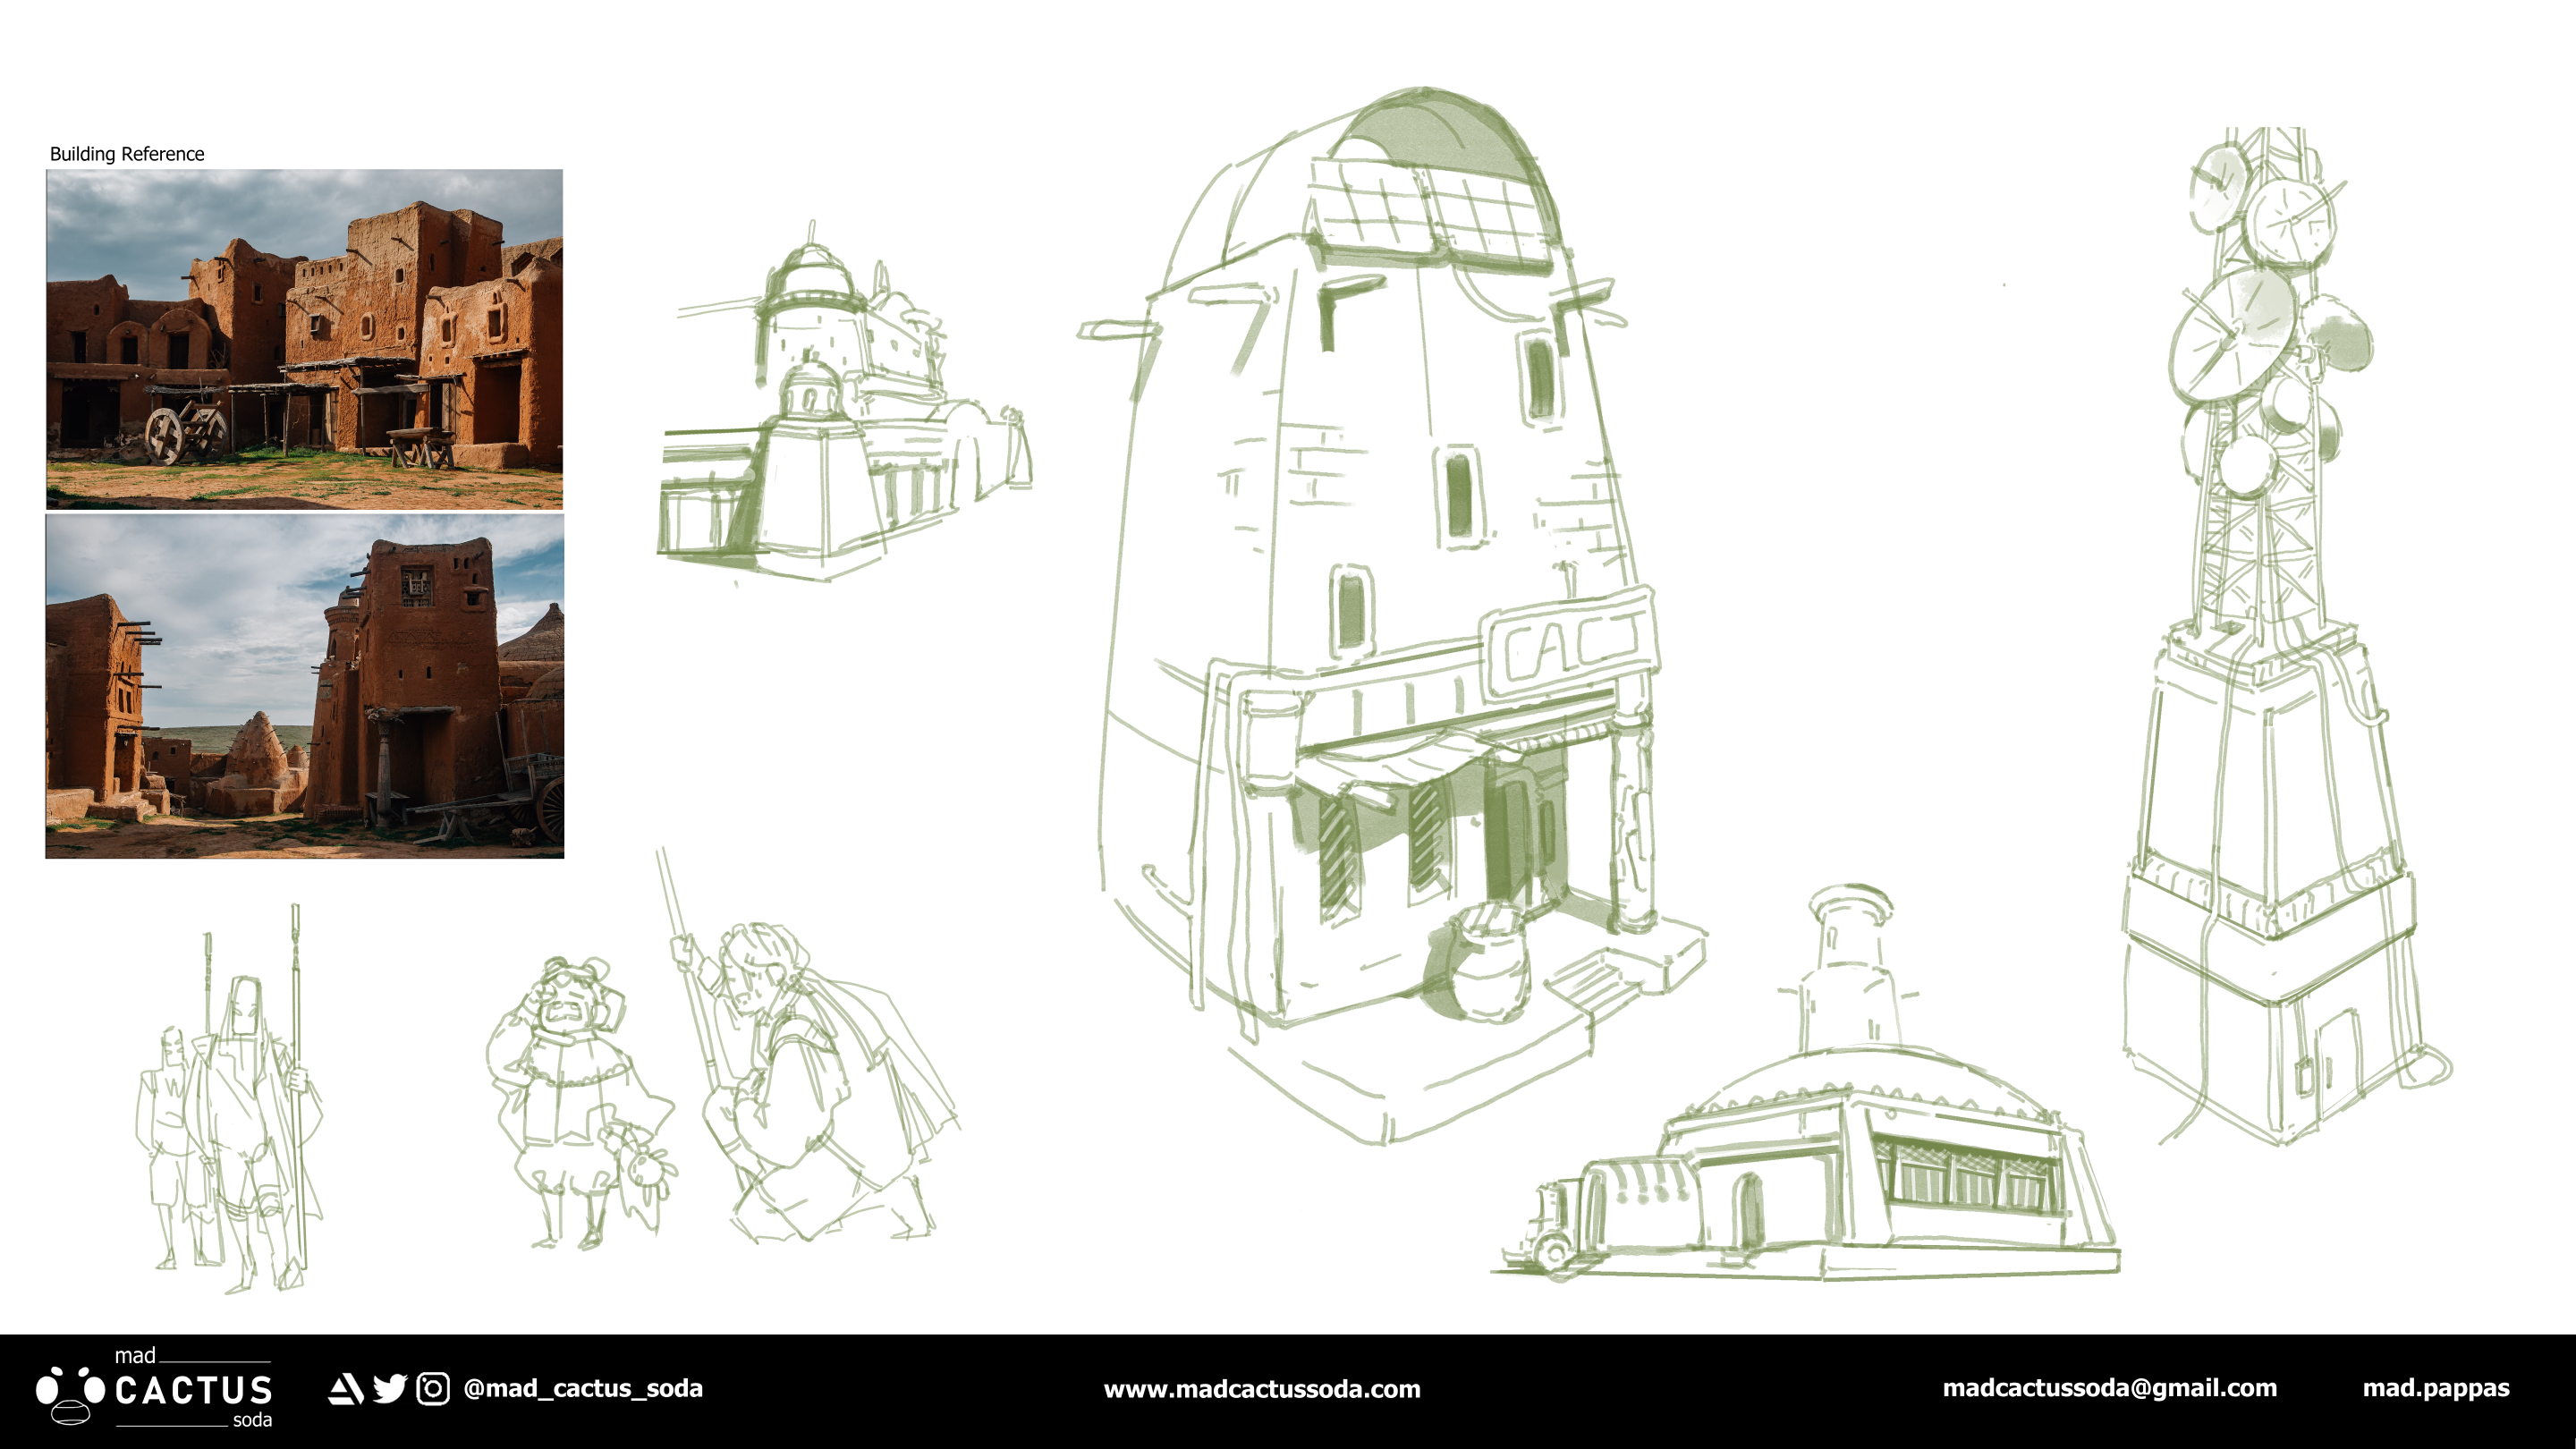 Building Reference
mad
CACTUS
soda
@mad_cactus_soda
www.madcactussoda.com
madcactussoda@gmail.com
mad.pappas